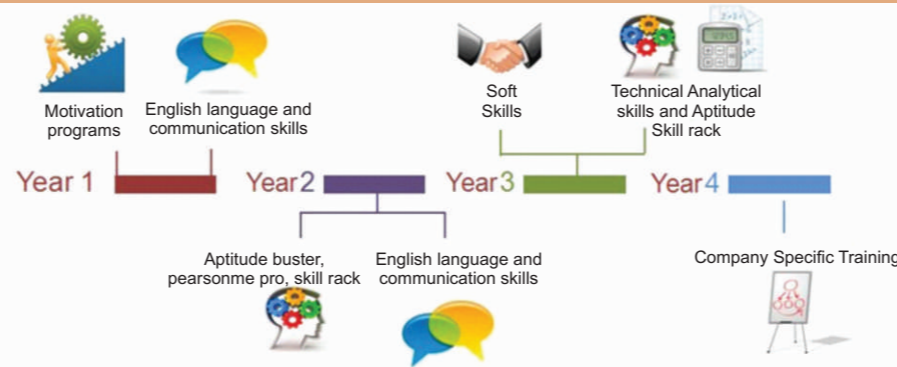 Motivation
programs
English language and
communication skills
Soft
Skills
Technical Analytical
skills and Aptitude
Skill rack
Year 1
Year2
Year3
Year4
Aptitude buster,
pearsonme pro, skill rack
English language and
communication skills
Company Specific Training